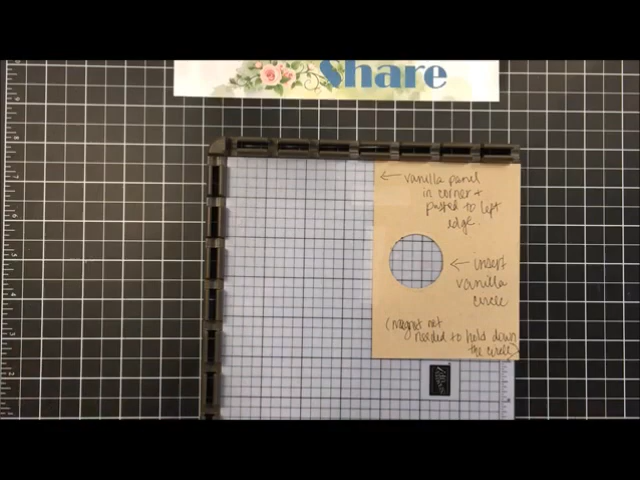 Share
← vanilla panel
in corner +
pushed to left
edge.
← insert
vanilla
circle
(magnet not
needed to hold down
the circle)